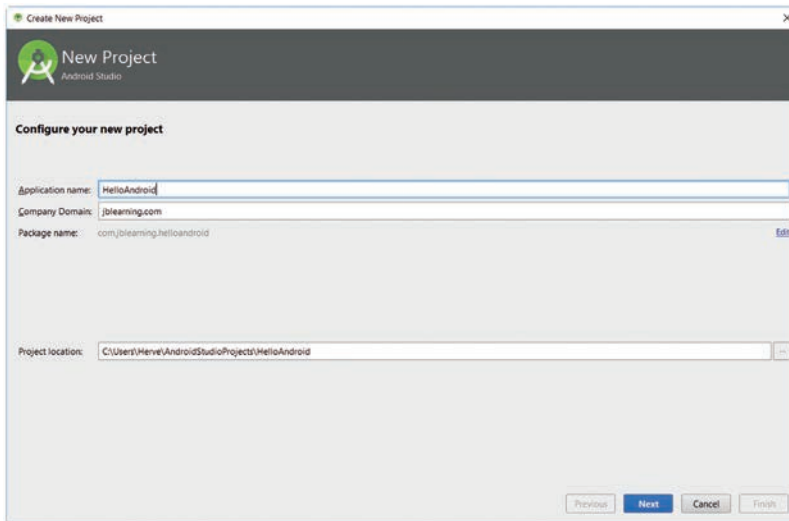 Create New Project
New Project
Android Studio
Configure your new project
Application name: HelloAndroid
Company Domain: jblearning.com
Package name: com.jblearning.helloandroid Edit
Project location: C:\Users\Herve\AndroidStudioProjects\HelloAndroid ...
Previous Next Cancel Finish